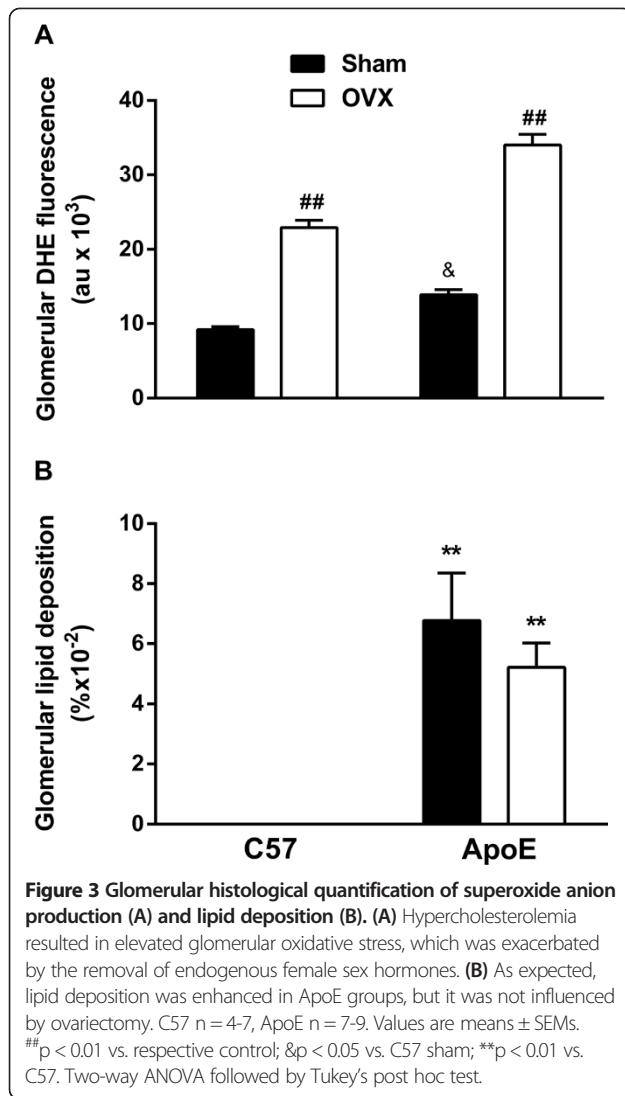 A
Sham
OVX
Glomerular DHE fluorescence
(au x 10³)
40
30
20
10
0
##
&
##
B
Glomerular lipid deposition
(%x10⁻²)
10
8
6
4
2
0
**
**
C57
ApoE
Figure 3 Glomerular histological quantification of superoxide anion
production (A) and lipid deposition (B). (A) Hypercholesterolemia
resulted in elevated glomerular oxidative stress, which was exacerbated
by the removal of endogenous female sex hormones. (B) As expected,
lipid deposition was enhanced in ApoE groups, but it was not influenced
by ovariectomy. C57 n = 4-7, ApoE n = 7-9. Values are means ± SEMs.
##p < 0.01 vs. respective control; &p < 0.05 vs. C57 sham; **p < 0.01 vs.
C57. Two-way ANOVA followed by Tukey's post hoc test.